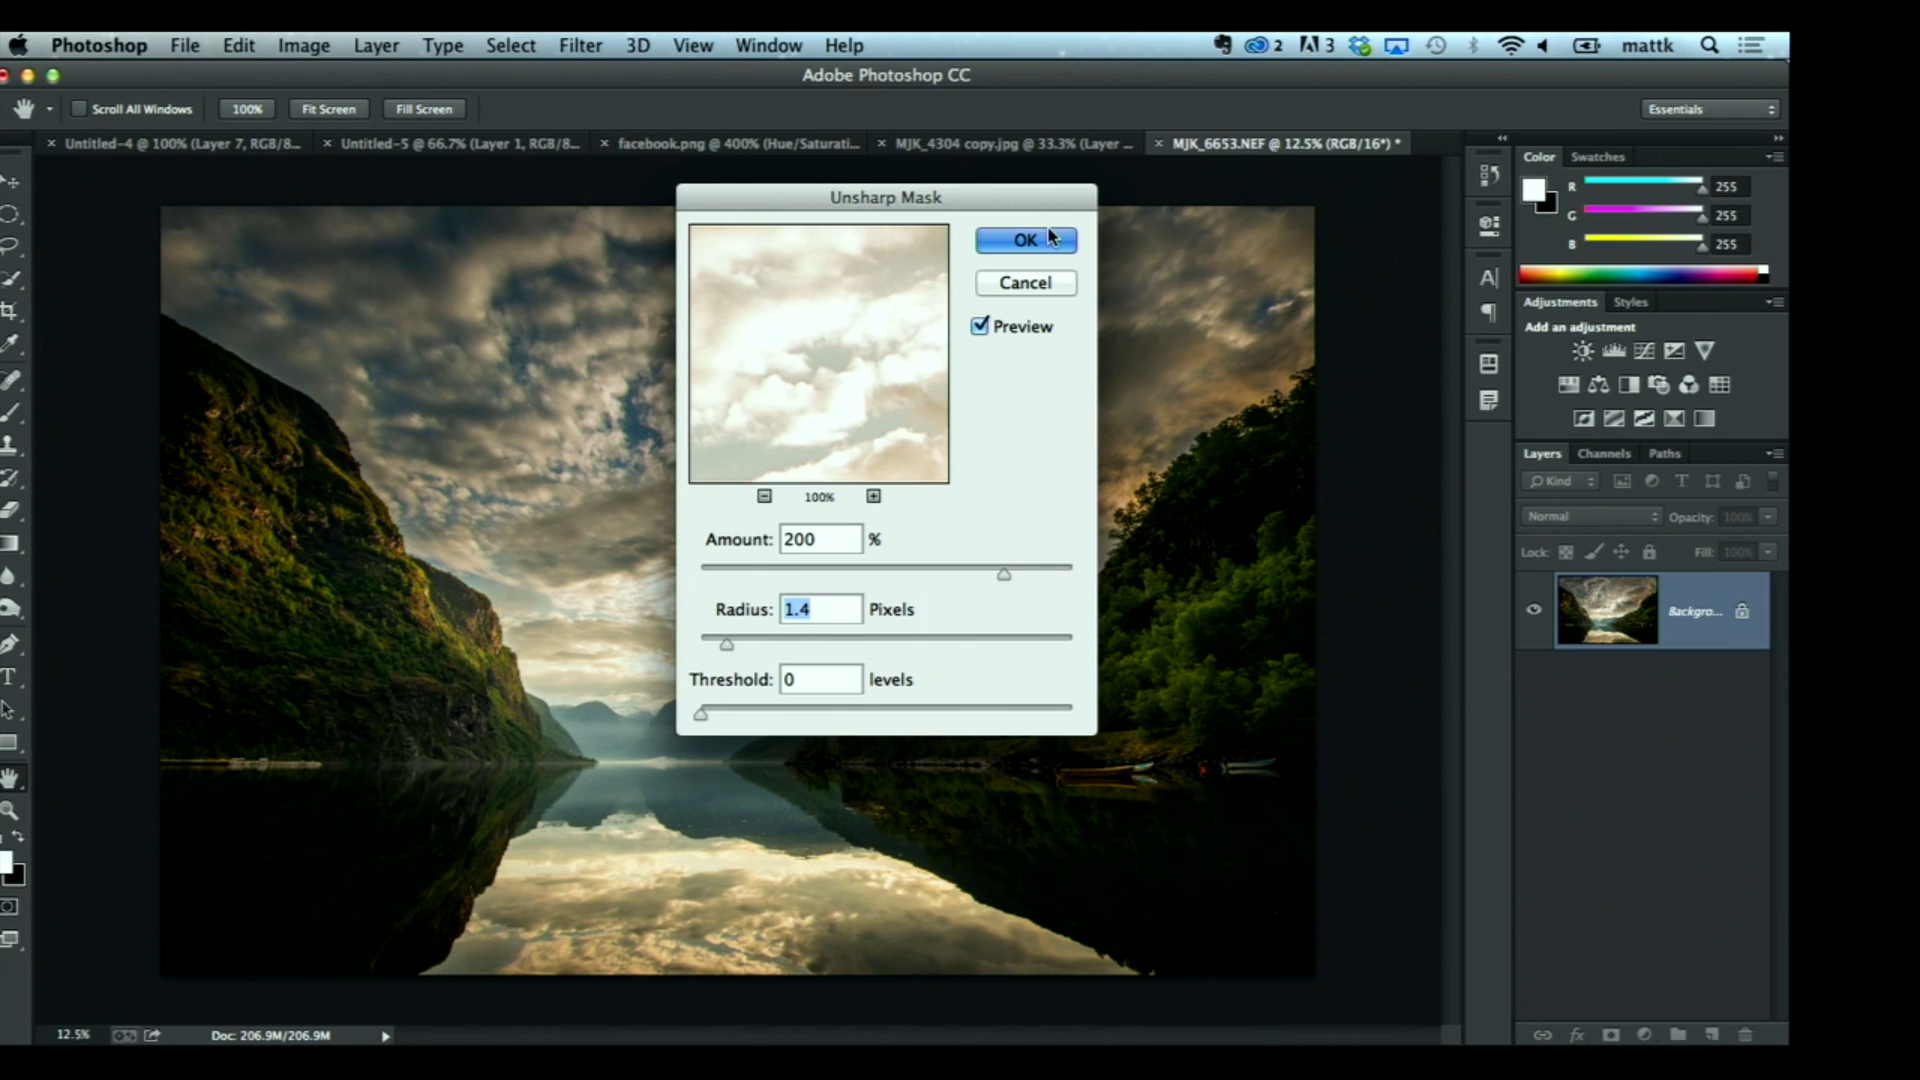 Photoshop File Edit Image Layer Type Select Filter 3D View Window Help 2 3 mattk
Adobe Photoshop CC
Scroll All Windows 100% Fit Screen Fill Screen Essentials
Untitled-4 @ 100% (Layer 7, RGB/8... Untitled-5 @ 66.7% (Layer 1, RGB/8... facebook.png @ 400% (Hue/Saturati... MJK_4304 copy.jpg @ 33.3% (Layer ... MJK_6653.NEF @ 12.5% (RGB/16*) *
Color Swatches
R 255
G 255
B 255
Adjustments Styles
Add an adjustment
Layers Channels Paths
Kind
Normal Opacity: 100%
Lock: Fill: 100%
Backgro...
Unsharp Mask
OK
Cancel
Preview
100%
Amount: 200 %
Radius: 1.4 Pixels
Threshold: 0 levels
12.5% Doc: 206.9M/206.9M